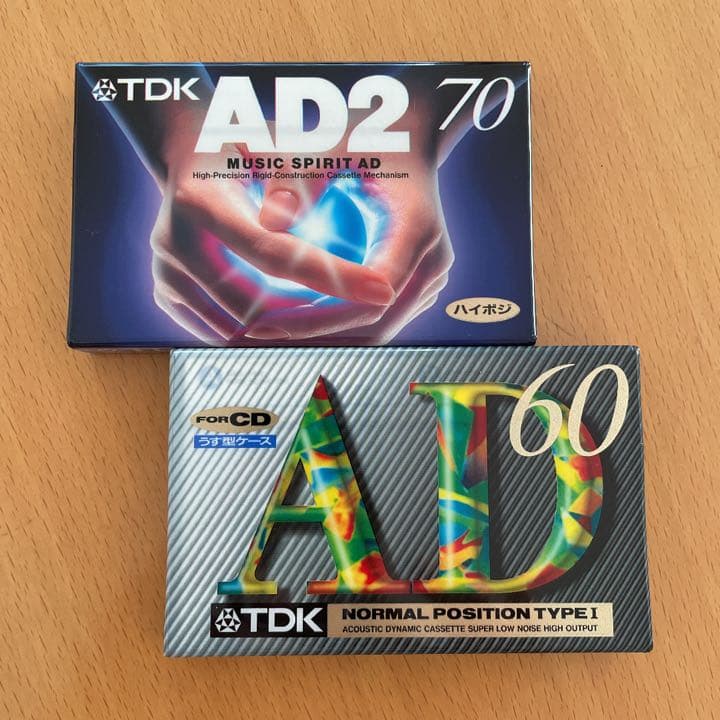 TDK AD2 70
MUSIC SPIRIT AD
High-Precision Rigid-Construction Cassette Mechanism
ハイポジ
AD 60
FOR CD
うす型ケース
TDK NORMAL POSITION TYPE I
ACOUSTIC DYNAMIC CASSETTE SUPER LOW NOISE HIGH OUTPUT